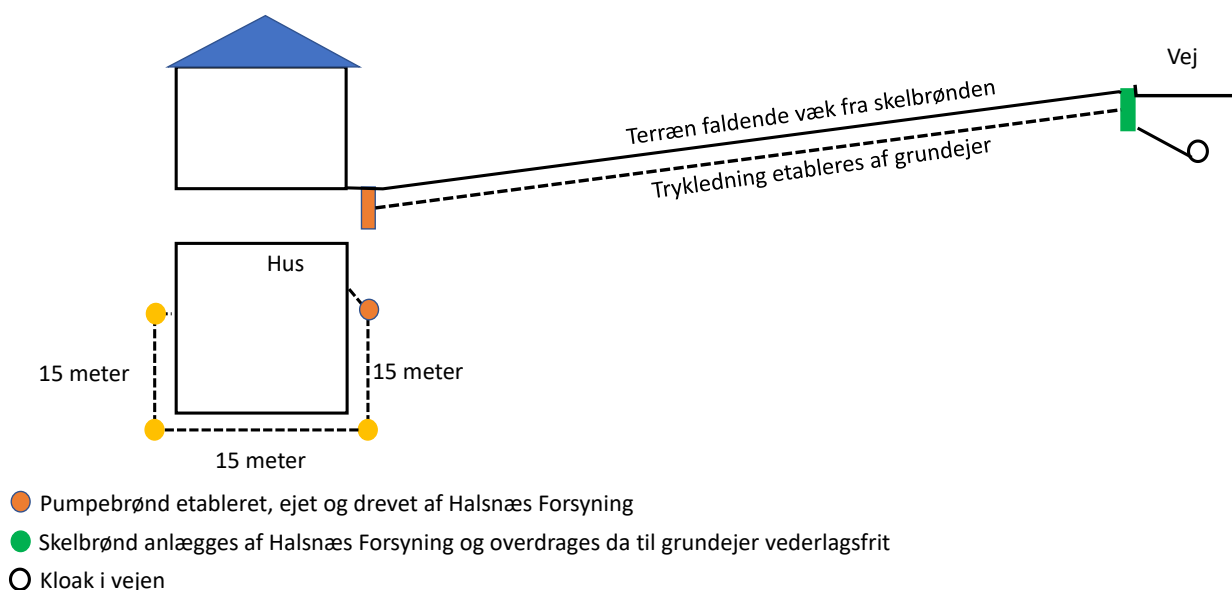 Vej
Terræn faldende væk fra skelbrønden
Trykledning etableres af grundejer
Hus
15 meter
15 meter
15 meter
Pumpebrønd etableret, ejet og drevet af Halsnæs Forsyning
Skelbrønd anlægges af Halsnæs Forsyning og overdrages da til grundejer vederlagsfrit
Kloak i vejen